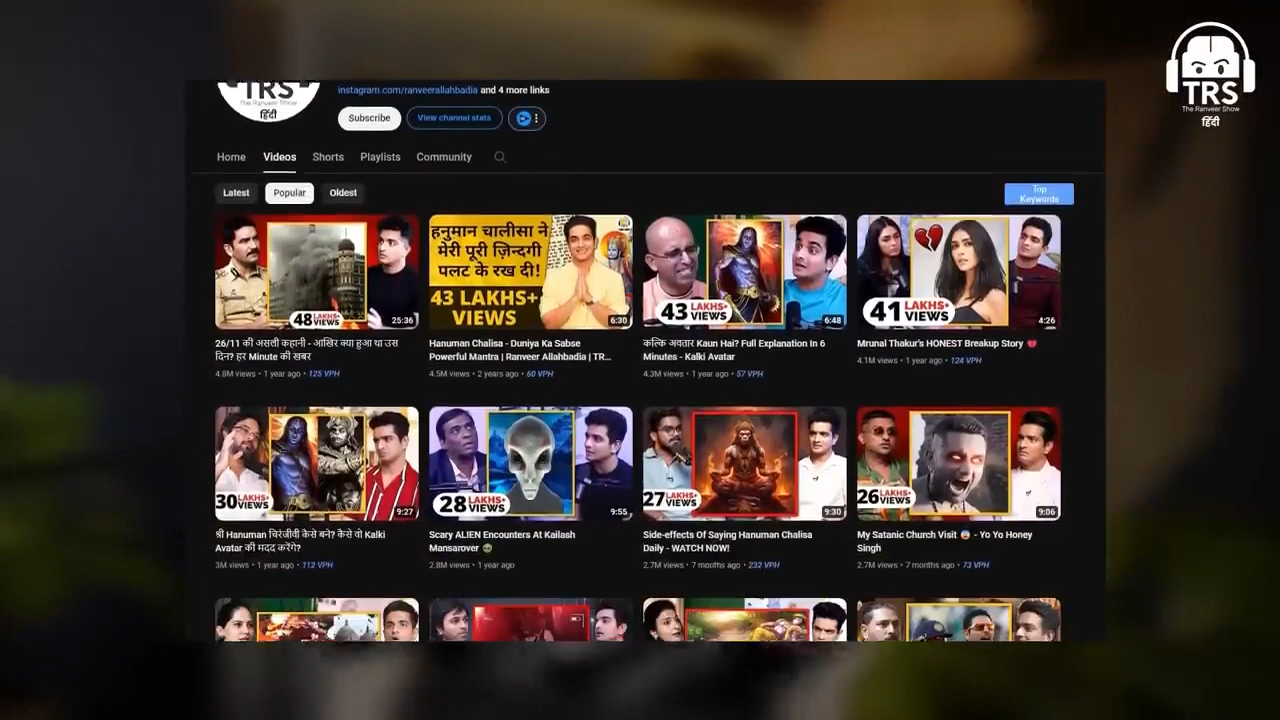 TRS
The Ranveer Show
हिंदी
TRS
The Ranveer Show
हिंदी
instagram.com/ranveerallahbadia and 4 more links
Subscribe
View channel stats
Home Videos Shorts Playlists Community
Latest Popular Oldest
Top Keywords
48 LAKHS+ VIEWS
25:36
हनुमान चालीसा ने
मेरी पूरी ज़िन्दगी
पलट के रख दी!
43 LAKHS+
VIEWS
6:30
43 LAKHS+ VIEWS
6:48
41 LAKHS+ VIEWS
4:26
26/11 की असली कहानी - आखिर क्या हुआ था उस
दिन? हर Minute की खबर
4.8M views • 1 year ago • 125 VPH
Hanuman Chalisa - Duniya Ka Sabse
Powerful Mantra | Ranveer Allahbadia | TR...
4.5M views • 2 years ago • 60 VPH
कल्कि अवतार Kaun Hai? Full Explanation In 6
Minutes - Kalki Avatar
4.3M views • 1 year ago • 57 VPH
Mrunal Thakur's HONEST Breakup Story 💔
4.1M views • 1 year ago • 124 VPH
30 LAKHS+ VIEWS
9:27
28 LAKHS+ VIEWS
9:55
27 LAKHS+ VIEWS
9:30
26 LAKHS+ VIEWS
9:06
श्री Hanuman चिरंजीवी कैसे बने? कैसे वो Kalki
Avatar की मदद करेंगे?
3M views • 1 year ago • 112 VPH
Scary ALIEN Encounters At Kailash
Mansarover 👽
2.8M views • 1 year ago
Side-effects Of Saying Hanuman Chalisa
Daily - WATCH NOW!
2.7M views • 7 months ago • 232 VPH
My Satanic Church Visit 😱 - Yo Yo Honey
Singh
2.7M views • 7 months ago • 73 VPH